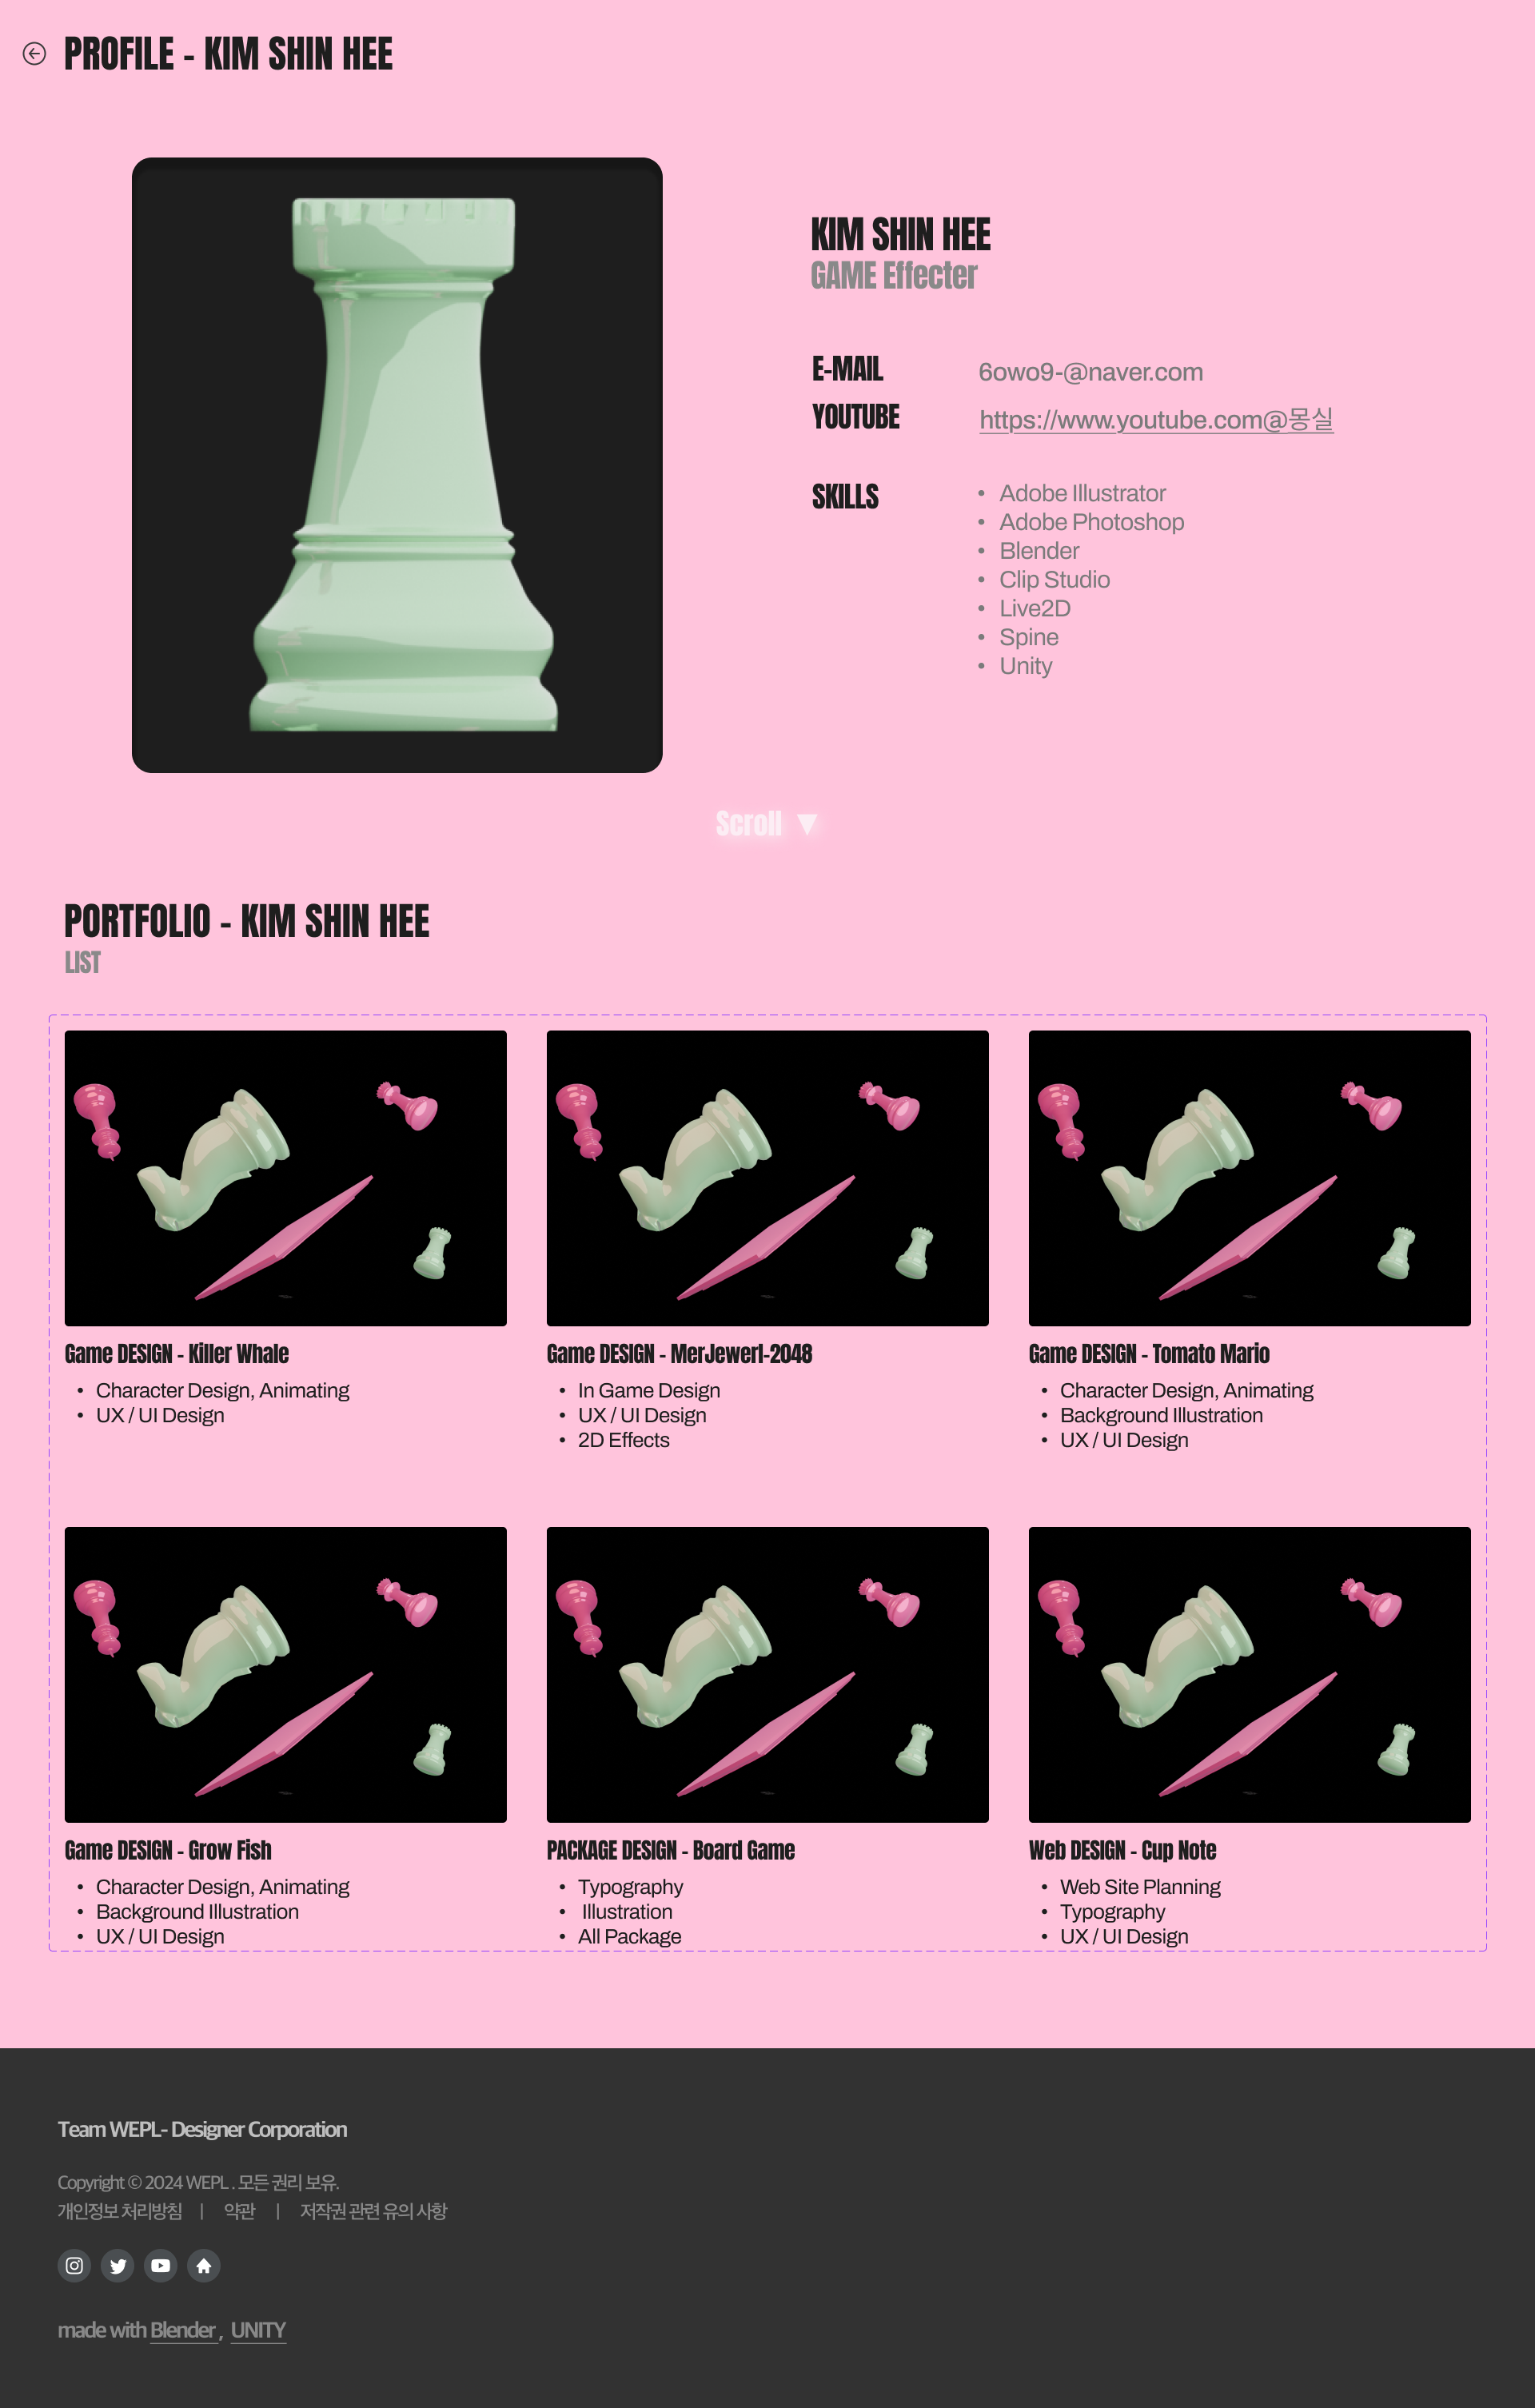 PROFILE - KIM SHIN HEE
KIM SHIN HEE
GAME Effecter
E-MAIL 6owo9-@naver.com
YOUTUBE https://www.youtube.com@몽실
SKILLS
• Adobe Illustrator
• Adobe Photoshop
• Blender
• Clip Studio
• Live2D
• Spine
• Unity
Scroll ▼
PORTFOLIO - KIM SHIN HEE
LIST
Game DESIGN - Killer Whale
• Character Design, Animating
• UX / UI Design
Game DESIGN - MerJewerl-2048
• In Game Design
• UX / UI Design
• 2D Effects
Game DESIGN - Tomato Mario
• Character Design, Animating
• Background Illustration
• UX / UI Design
Game DESIGN - Grow Fish
• Character Design, Animating
• Background Illustration
• UX / UI Design
PACKAGE DESIGN - Board Game
• Typography
• Illustration
• All Package
Web DESIGN - Cup Note
• Web Site Planning
• Typography
• UX / UI Design
Team WEPL- Designer Corporation
Copyright © 2024 WEPL . 모든 권리 보유.
개인정보 처리방침 | 약관 | 저작권 관련 유의 사항
made with Blender , UNITY